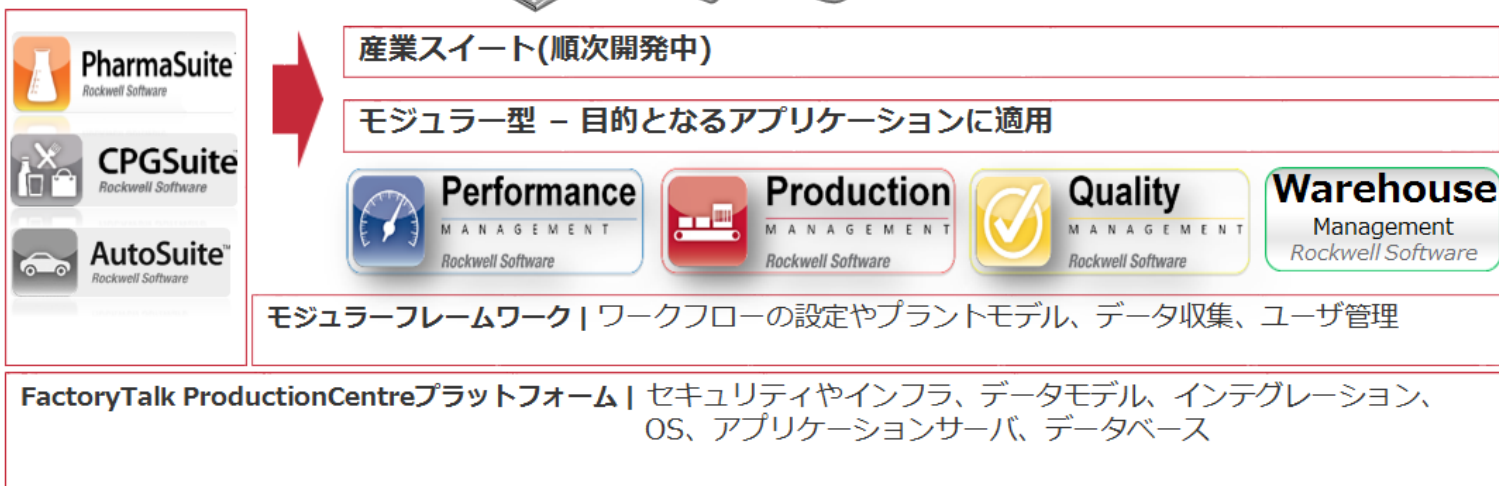 PharmaSuite
Rockwell Software
CPGSuite™
Rockwell Software
AutoSuite™
Rockwell Software
産業スイート(順次開発中)
モジュラー型 – 目的となるアプリケーションに適用
Performance
MANAGEMENT
Rockwell Software
Production
MANAGEMENT
Rockwell Software
Quality
MANAGEMENT
Rockwell Software
Warehouse
Management
Rockwell Software
モジュラーフレームワーク | ワークフローの設定やプラントモデル、データ収集、ユーザ管理
FactoryTalk ProductionCentreプラットフォーム | セキュリティやインフラ、データモデル、インテグレーション、
OS、アプリケーションサーバ、データベース